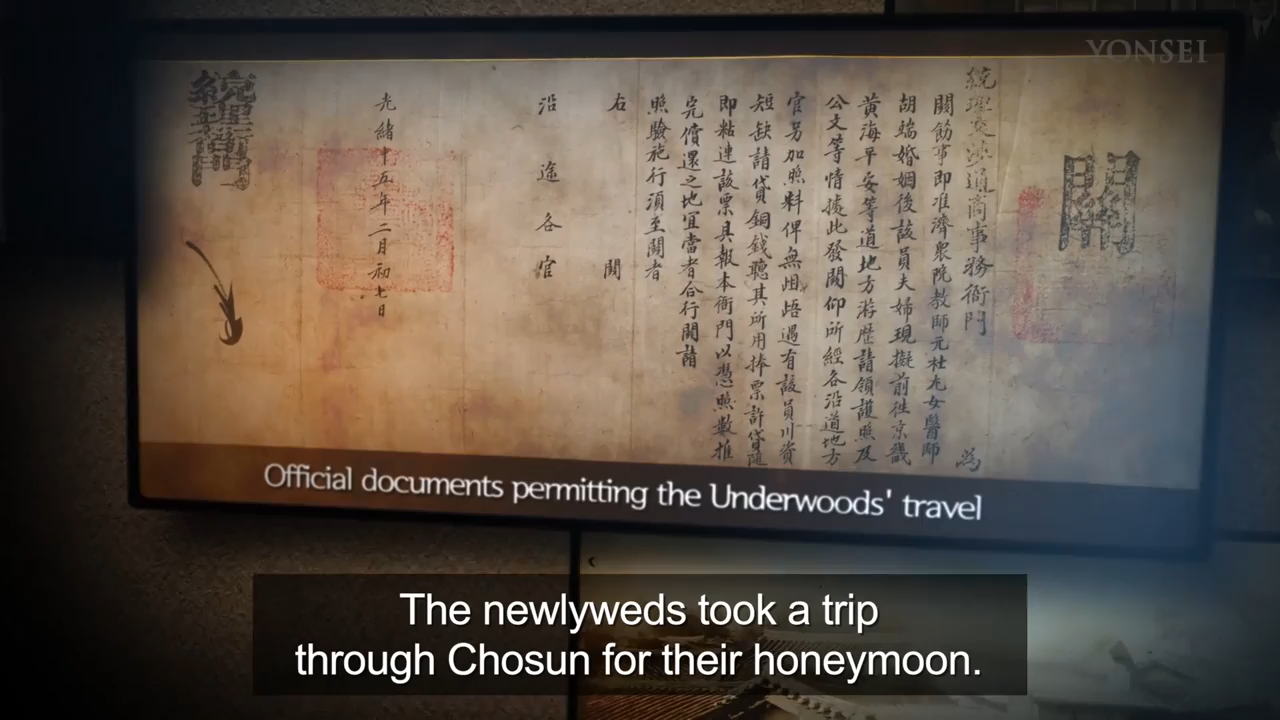 YONSEI
關
統理交涉通商事務衙門 為
關飭事即准濟衆院教師元杜尤女醫師
胡端婚姻後該員夫婦現擬前往京畿
黃海平安等道地方游歷請領護照及
公文等情據此發關仰所經各沿道地方
官另加照料俾無遇有該員川資
短缺請貸銅錢聽其所用捧票許貸隨
即粘連該票具報本衙門以憑照數推
完償還之地宜當者合行關請
照驗施行須至關者
右 關
沿途各官
光緒十五年二月初七日
Official documents permitting the Underwoods' travel
The newlyweds took a trip
through Chosun for their honeymoon.